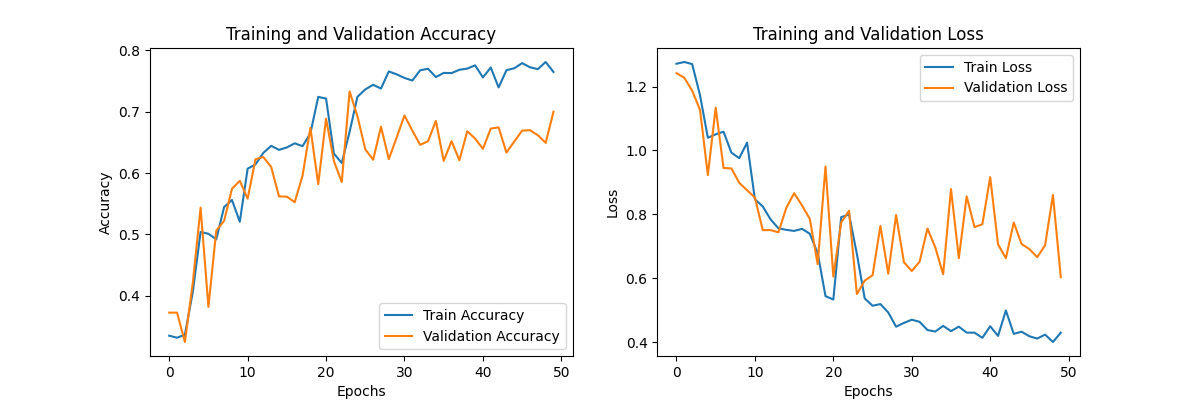 Training and Validation Accuracy
Accuracy
0.8
0.7
0.6
0.5
0.4
Train Accuracy
Validation Accuracy
0 10 20 30 40 50
Epochs
Training and Validation Loss
Loss
1.2
1.0
0.8
0.6
0.4
Train Loss
Validation Loss
0 10 20 30 40 50
Epochs